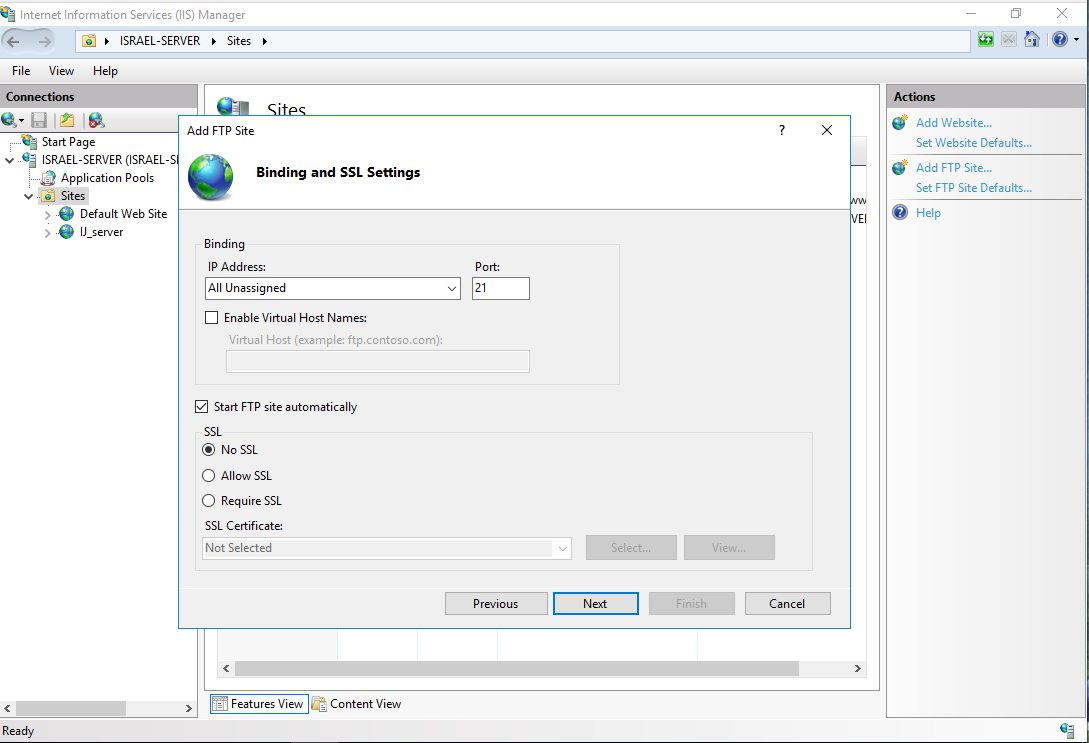 Internet Information Services (IIS) Manager
ISRAEL-SERVER Sites
File View Help
Connections
Start Page
ISRAEL-SERVER (ISRAEL-S
Application Pools
Sites
Default Web Site
IJ_server
Sites
Add FTP Site
?
Binding and SSL Settings
Binding
IP Address: Port:
All Unassigned 21
Enable Virtual Host Names:
Virtual Host (example: ftp.contoso.com):
Start FTP site automatically
SSL
No SSL
Allow SSL
Require SSL
SSL Certificate:
Not Selected Select... View...
Previous Next Finish Cancel
Features View Content View
Actions
Add Website...
Set Website Defaults...
Add FTP Site...
Set FTP Site Defaults...
Help
Ready